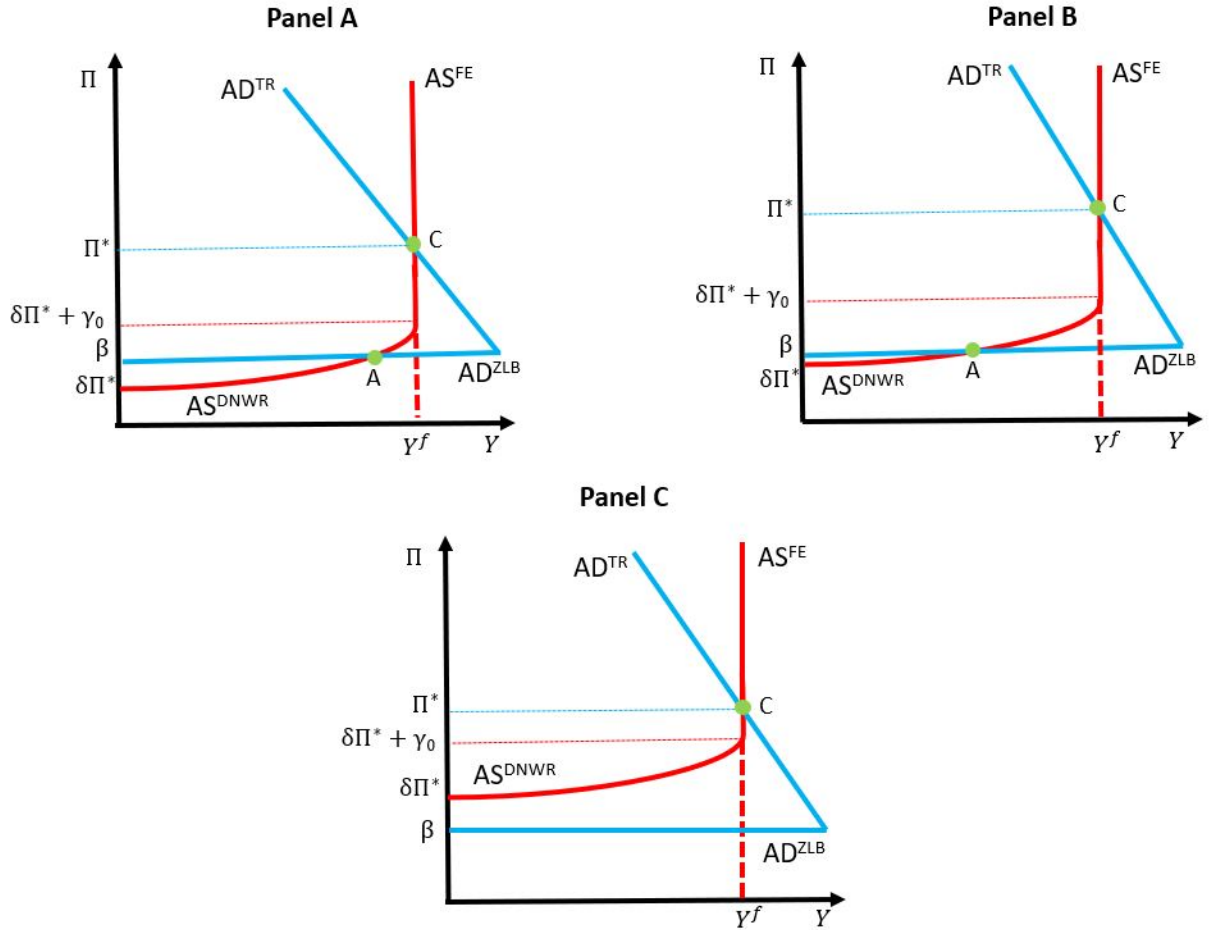 Panel A
Π
AD^TR
AS^FE
Π*
C
δΠ* + γ₀
β
δΠ*
A
AD^ZLB
AS^DNWR
Y^f
Y
Panel B
Π
AD^TR
AS^FE
Π*
C
δΠ* + γ₀
β
δΠ*
AS^DNWR
A
AD^ZLB
Y^f
Y
Panel C
Π
AD^TR
AS^FE
Π*
C
δΠ* + γ₀
AS^DNWR
δΠ*
β
AD^ZLB
Y^f
Y